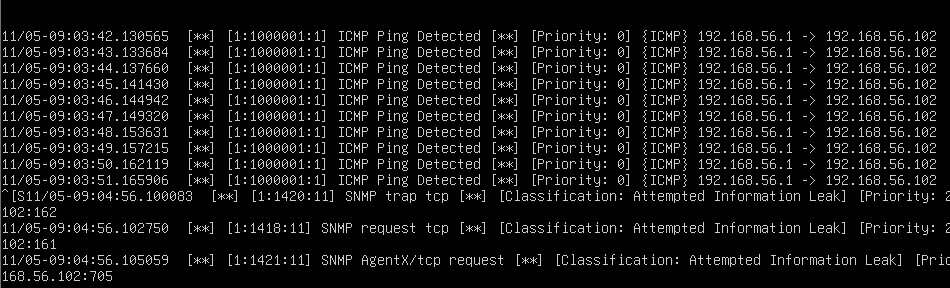 11/05-09:03:42.130565  [**] [1:1000001:1] ICMP Ping Detected [**] [Priority: 0] {ICMP} 192.168.56.1 -> 192.168.56.102
11/05-09:03:43.133684  [**] [1:1000001:1] ICMP Ping Detected [**] [Priority: 0] {ICMP} 192.168.56.1 -> 192.168.56.102
11/05-09:03:44.137660  [**] [1:1000001:1] ICMP Ping Detected [**] [Priority: 0] {ICMP} 192.168.56.1 -> 192.168.56.102
11/05-09:03:45.141430  [**] [1:1000001:1] ICMP Ping Detected [**] [Priority: 0] {ICMP} 192.168.56.1 -> 192.168.56.102
11/05-09:03:46.144942  [**] [1:1000001:1] ICMP Ping Detected [**] [Priority: 0] {ICMP} 192.168.56.1 -> 192.168.56.102
11/05-09:03:47.149320  [**] [1:1000001:1] ICMP Ping Detected [**] [Priority: 0] {ICMP} 192.168.56.1 -> 192.168.56.102
11/05-09:03:48.153631  [**] [1:1000001:1] ICMP Ping Detected [**] [Priority: 0] {ICMP} 192.168.56.1 -> 192.168.56.102
11/05-09:03:49.157215  [**] [1:1000001:1] ICMP Ping Detected [**] [Priority: 0] {ICMP} 192.168.56.1 -> 192.168.56.102
11/05-09:03:50.162119  [**] [1:1000001:1] ICMP Ping Detected [**] [Priority: 0] {ICMP} 192.168.56.1 -> 192.168.56.102
11/05-09:03:51.165906  [**] [1:1000001:1] ICMP Ping Detected [**] [Priority: 0] {ICMP} 192.168.56.1 -> 192.168.56.102
^[S11/05-09:04:56.100083  [**] [1:1420:11] SNMP trap tcp [**] [Classification: Attempted Information Leak] [Priority: 2
102:162
11/05-09:04:56.102750  [**] [1:1418:11] SNMP request tcp [**] [Classification: Attempted Information Leak] [Priority: 2
102:161
11/05-09:04:56.105059  [**] [1:1421:11] SNMP AgentX/tcp request [**] [Classification: Attempted Information Leak] [Prio
168.56.102:705